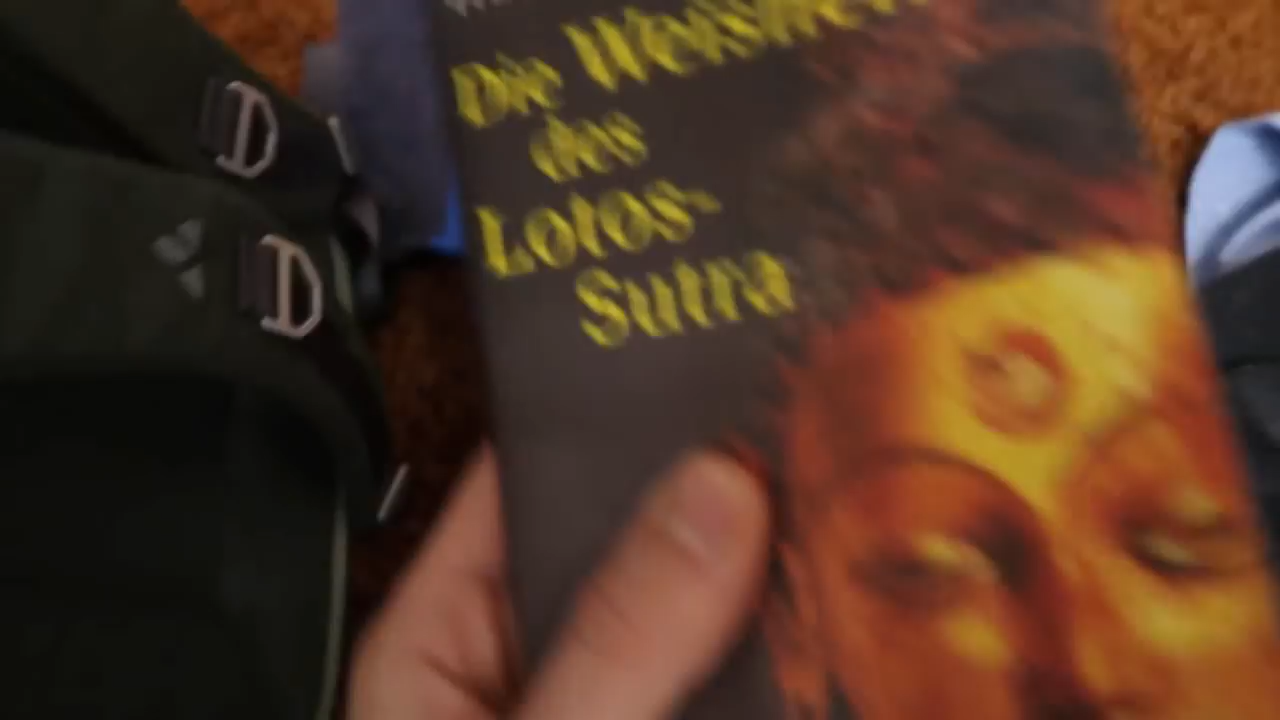 Die Weisheit
des
Lotos-
Sutra
D
D